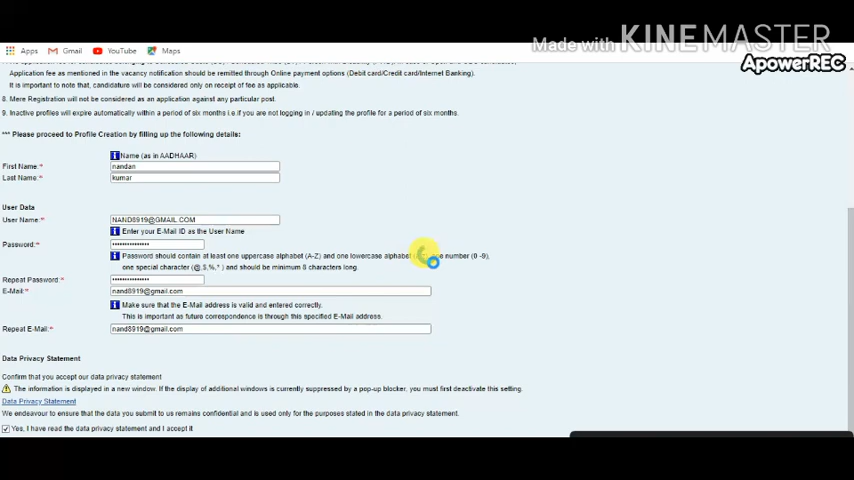 Made with KINEMASTER
Apps Gmail YouTube Maps
ApowerREC
Application fee as mentioned in the vacancy notification should be remitted through Online payment options (Debit card/Credit card/Internet Banking).
It is important to note, that candidature will be considered only on receipt of fee as applicable.
8. Mere Registration will not be considered as an application against any particular post.
9. Inactive profiles will expire automatically within a period of six months i.e.if you are not logging in / updating the profile for a period of six months.
*** Please proceed to Profile Creation by filling up the following details:
Name (as in AADHAAR)
First Name:* nandan
Last Name:* kumar
User Data
User Name:* NAND8919@GMAIL.COM
Enter your E-Mail ID as the User Name
Password:* ***************
Password should contain at least one uppercase alphabet (A-Z) and one lowercase alphabet number (0 -9),
one special character (@,$,%,* ) and should be minimum 8 characters long.
Repeat Password:* ***************
E-Mail:* nand8919@gmail.com
Make sure that the E-Mail address is valid and entered correctly.
This is important as future correspondence is through this specified E-Mail address.
Repeat E-Mail:* nand8919@gmail.com
Data Privacy Statement
Confirm that you accept our data privacy statement
The information is displayed in a new window. If the display of additional windows is currently suppressed by a pop-up blocker, you must first deactivate this setting.
Data Privacy Statement
We endeavour to ensure that the data you submit to us remains confidential and is used only for the purposes stated in the data privacy statement.
Yes, I have read the data privacy statement and I accept it